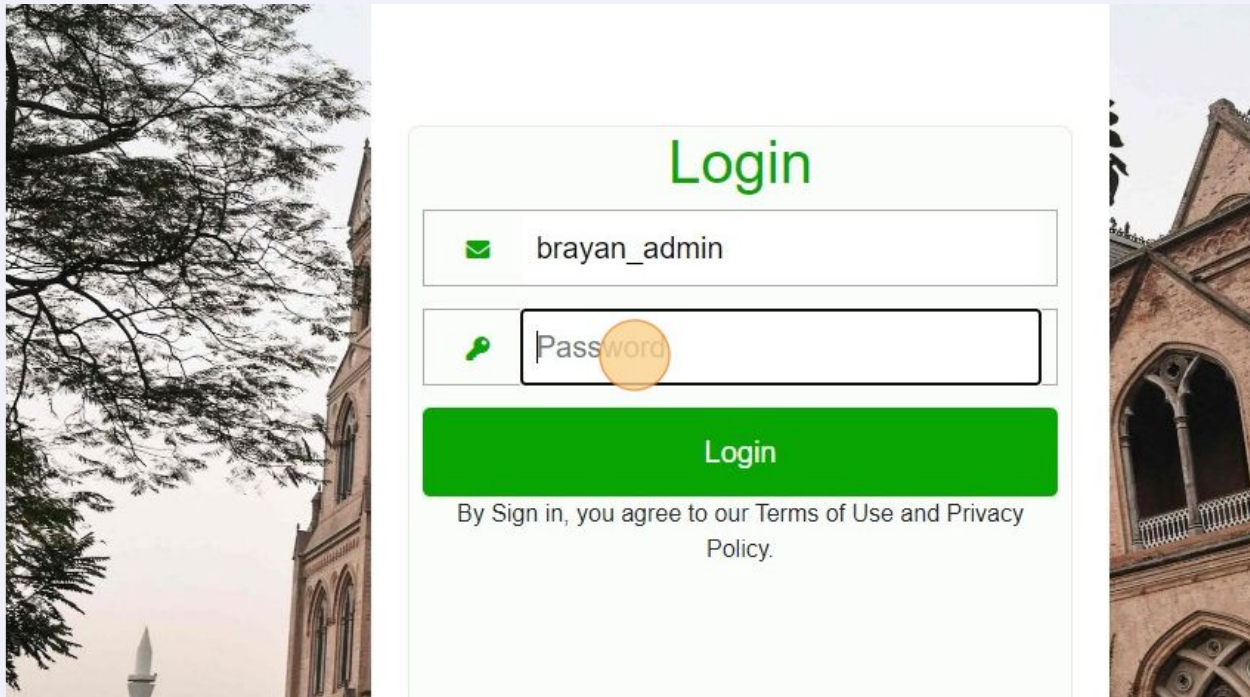 Login
brayan_admin
Password
Login
By Sign in, you agree to our Terms of Use and Privacy
Policy.